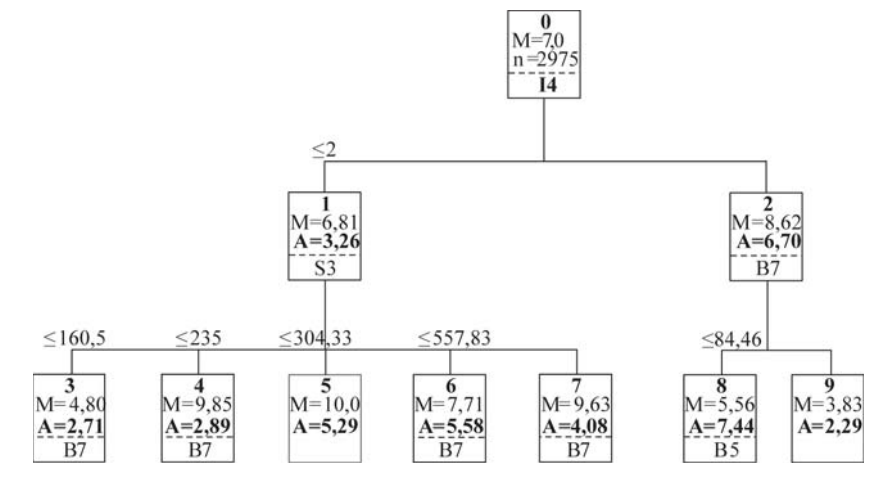 0
M=7,0
n=2975
I4
≤2
1
M=6,81
A=3,26
S3
2
M=8,62
A=6,70
B7
≤160,5
≤235
≤304,33
≤557,83
≤84,46
3
M=4,80
A=2,71
B7
4
M=9,85
A=2,89
B7
5
M=10,0
A=5,29
6
M=7,71
A=5,58
B7
7
M=9,63
A=4,08
B7
8
M=5,56
A=7,44
B5
9
M=3,83
A=2,29